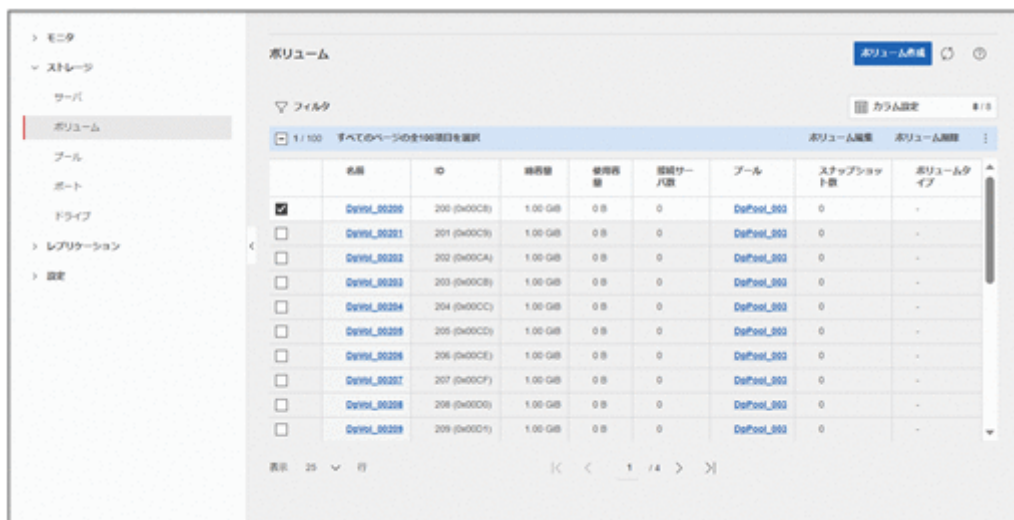 モニタ
ストレージ
サーバ
ボリューム
プール
ポート
ドライブ
レプリケーション
設定
ボリューム
ボリューム作成
フィルタ
カラム設定 8 / 8
1 / 100 すべてのページの全100項目を選択 ボリューム編集 ボリューム削除
名前 ID 総容量 使用容量 接続サーバ数 プール スナップショット数 ボリュームタイプ
DpVol_00200 200 (0x00C8) 1.00 GiB 0 B 0 DpPool_003 0 -
DpVol_00201 201 (0x00C9) 1.00 GiB 0 B 0 DpPool_003 0 -
DpVol_00202 202 (0x00CA) 1.00 GiB 0 B 0 DpPool_003 0 -
DpVol_00203 203 (0x00CB) 1.00 GiB 0 B 0 DpPool_003 0 -
DpVol_00204 204 (0x00CC) 1.00 GiB 0 B 0 DpPool_003 0 -
DpVol_00205 205 (0x00CD) 1.00 GiB 0 B 0 DpPool_003 0 -
DpVol_00206 206 (0x00CE) 1.00 GiB 0 B 0 DpPool_003 0 -
DpVol_00207 207 (0x00CF) 1.00 GiB 0 B 0 DpPool_003 0 -
DpVol_00208 208 (0x00D0) 1.00 GiB 0 B 0 DpPool_003 0 -
DpVol_00209 209 (0x00D1) 1.00 GiB 0 B 0 DpPool_003 0 -
表示 25 行 1 / 4